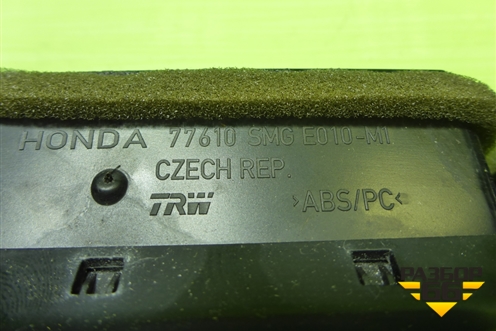 HONDA 77610 SMG E010-M1
CZECH REP.
TRW >ABS/PC<
РАЗБОР